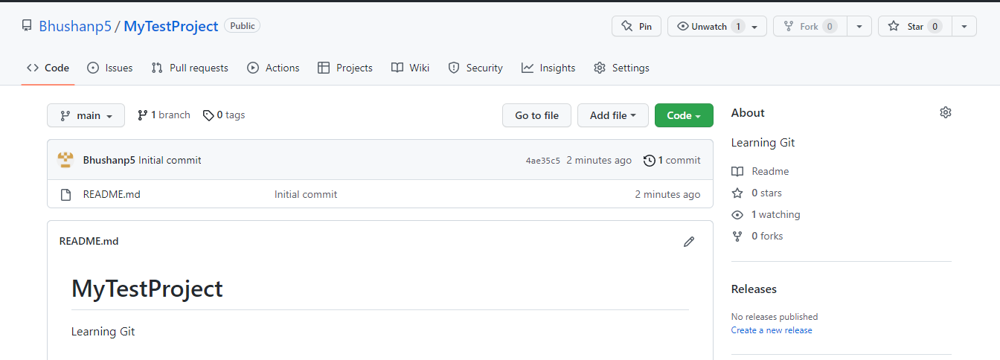 Bhushanp5 / MyTestProject Public Pin Unwatch 1 Fork 0 Star 0
Code Issues Pull requests Actions Projects Wiki Security Insights Settings
main 1 branch 0 tags Go to file Add file Code
Bhushanp5 Initial commit 4ae35c5 2 minutes ago 1 commit
README.md Initial commit 2 minutes ago
README.md
MyTestProject
Learning Git
About
Learning Git
Readme
0 stars
1 watching
0 forks
Releases
No releases published
Create a new release